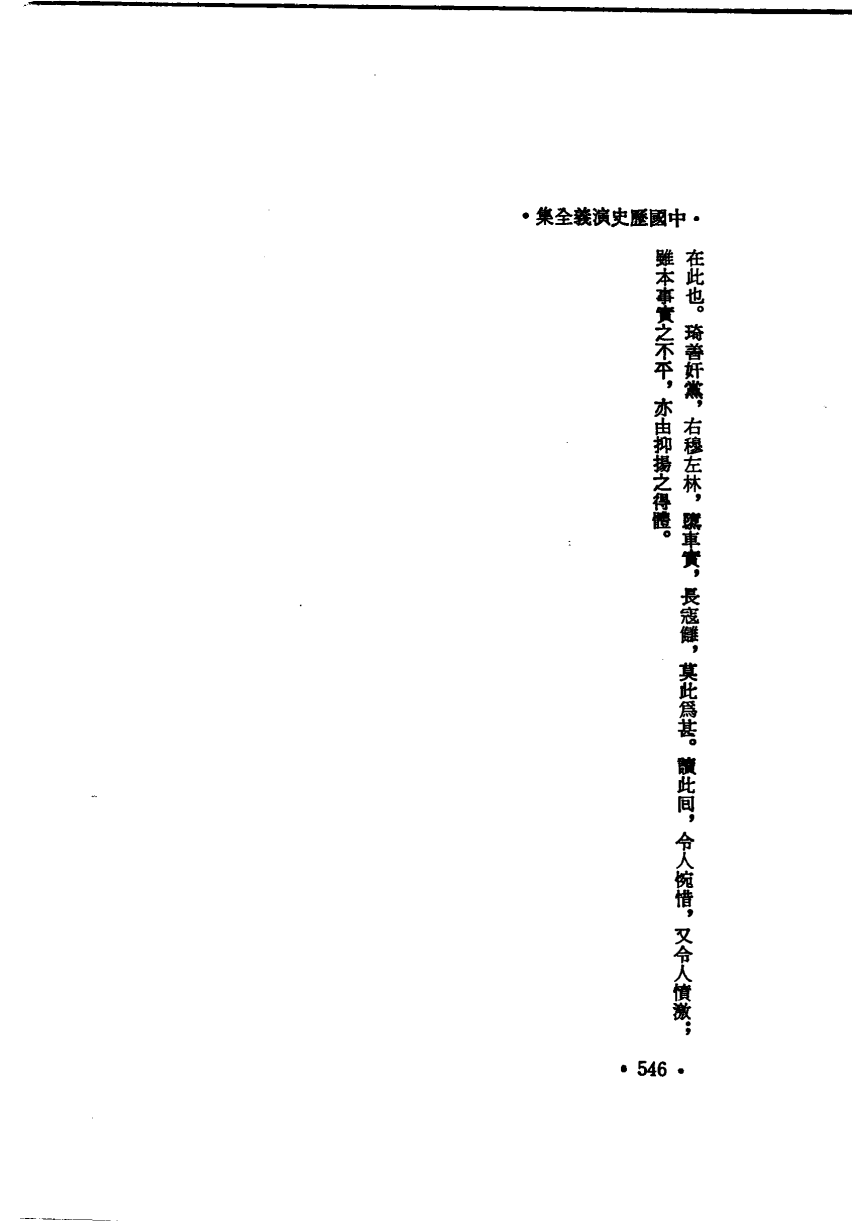 ·中國歷史演義全集·
在此也。琦善奸黨，右穆左林，隳車實，長寇讎，莫此爲甚。讀此回，令人惋惜，又令人憤激；
雖本事實之不平，亦由抑揚之得體。
·546·